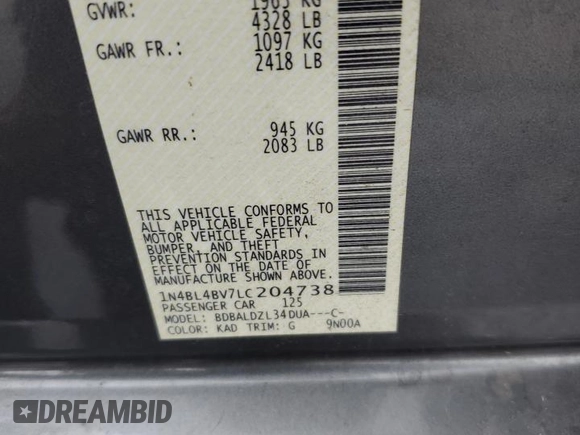 GVWR: 1963 KG
4328 LB
GAWR FR.: 1097 KG
2418 LB
GAWR RR.: 945 KG
2083 LB
THIS VEHICLE CONFORMS TO
ALL APPLICABLE FEDERAL
MOTOR VEHICLE SAFETY,
BUMPER, AND THEFT
PREVENTION STANDARDS IN
EFFECT ON THE DATE OF
MANUFACTURE SHOWN ABOVE.
1N4BL4BV7LC204738
PASSENGER CAR 125
MODEL: BDBALDZL34DUA---C-
COLOR: KAD TRIM: G 9N00A
DREAMBID